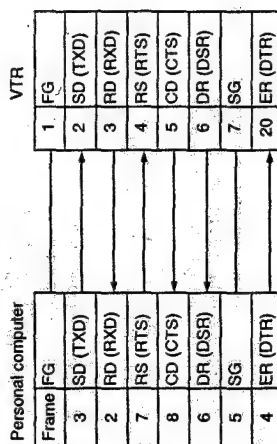 Personal computer VTR
Frame FG 1 FG
3 SD (TXD) 2 SD (TXD)
2 RD (RXD) 3 RD (RXD)
7 RS (RTS) 4 RS (RTS)
8 CD (CTS) 5 CD (CTS)
6 DR (DSR) 6 DR (DSR)
5 SG 7 SG
4 ER (DTR) 20 ER (DTR)